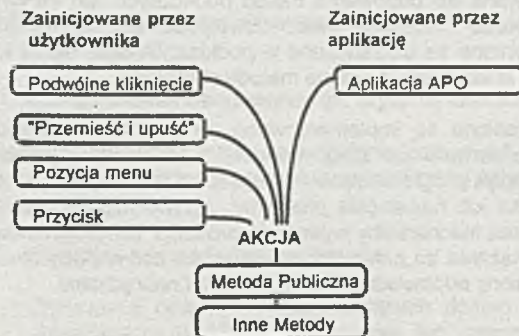 Zainicjowane przez
użytkownika
Zainicjowane przez
aplikację
Podwójne kliknięcie
Aplikacja APO
"Przemieść i upuść"
Pozycja menu
Przycisk
AKCJA
Metoda Publiczna
Inne Metody